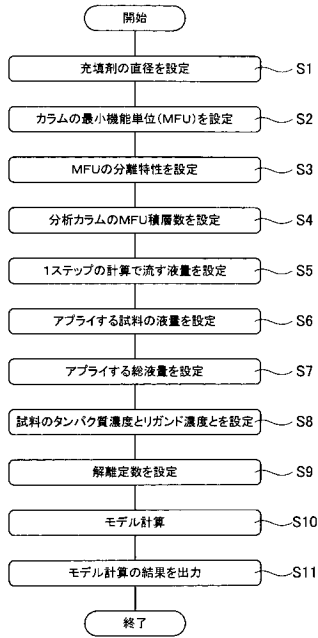 開始
充填剤の直径を設定 S1
カラムの最小機能単位(MFU)を設定 S2
MFUの分離特性を設定 S3
分析カラムのMFU積層数を設定 S4
1ステップの計算で流す液量を設定 S5
アプライする試料の液量を設定 S6
アプライする総液量を設定 S7
試料のタンパク質濃度とリガンド濃度とを設定 S8
解離定数を設定 S9
モデル計算 S10
モデル計算の結果を出力 S11
終了